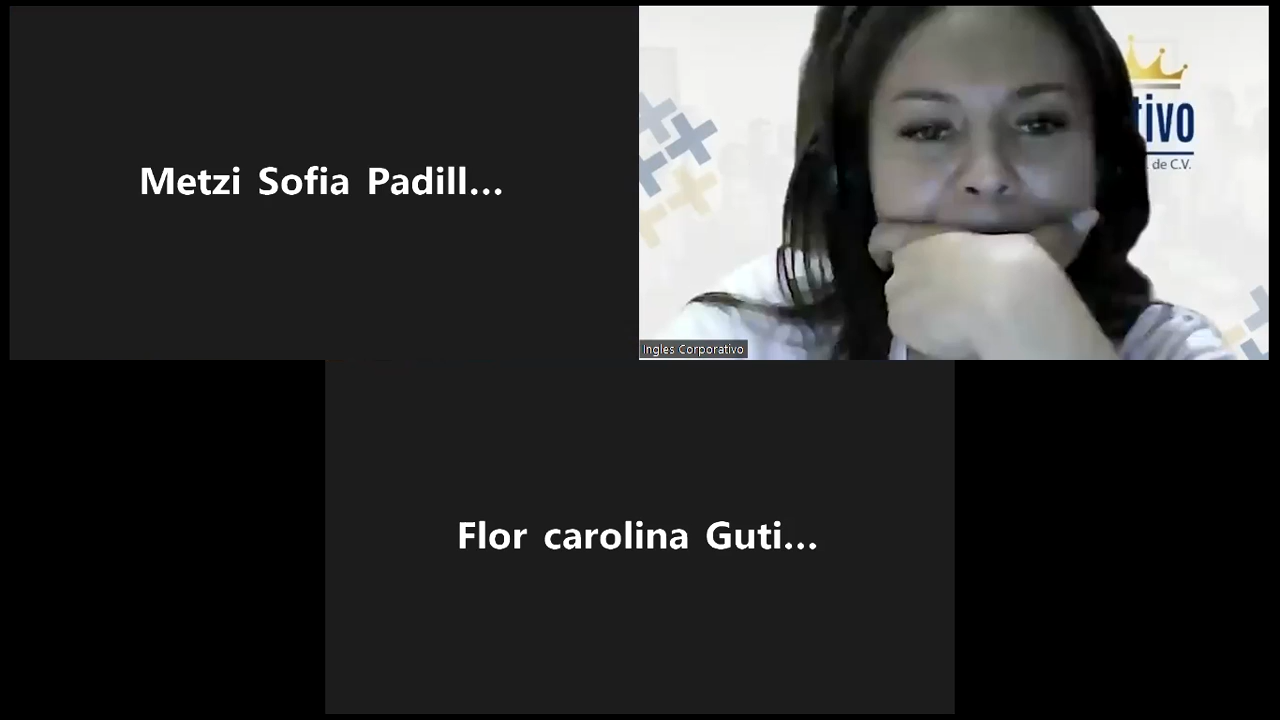 Metzi Sofia Padill...
tivo
de C.V.
Ingles Corporativo
Flor carolina Guti...